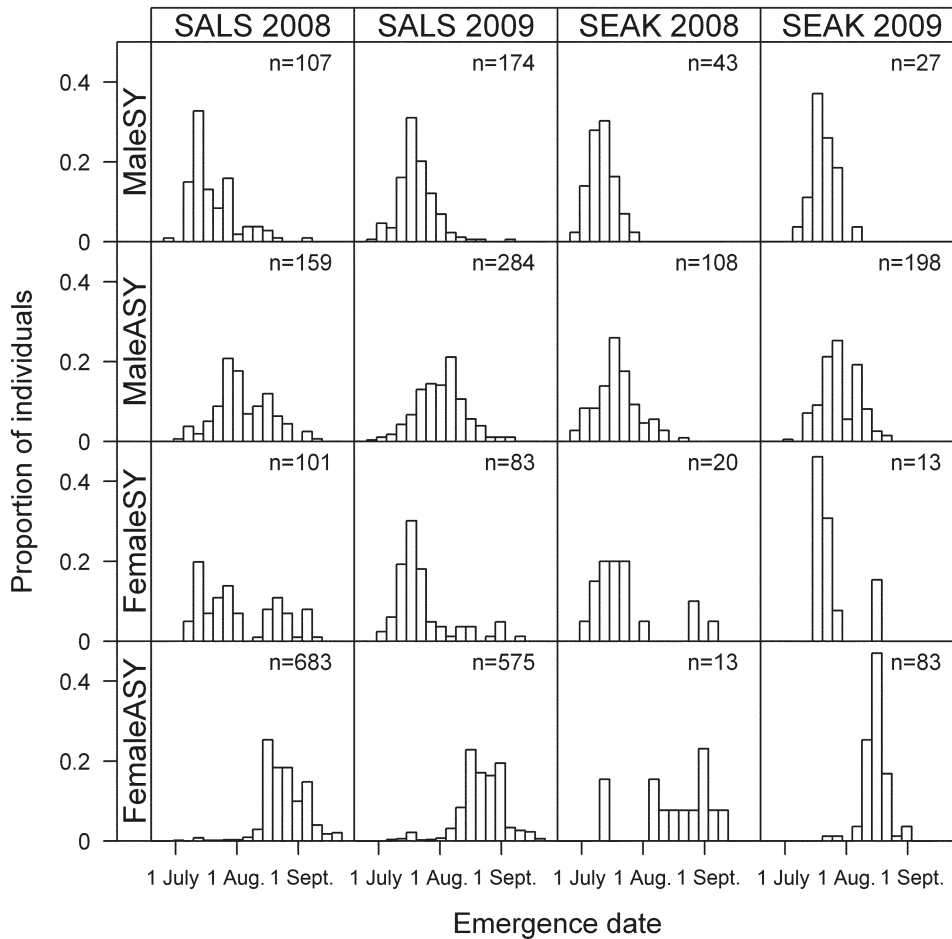 SALS 2008 SALS 2009 SEAK 2008 SEAK 2009
n=107 n=174 n=43 n=27
0.4
0.2
0
MaleSY
n=159 n=284 n=108 n=198
0.4
0.2
0
MaleASY
n=101 n=83 n=20 n=13
0.4
0.2
0
FemaleSY
n=683 n=575 n=13 n=83
0.4
0.2
0
FemaleASY
Proportion of individuals
1 July 1 Aug. 1 Sept. 1 July 1 Aug. 1 Sept. 1 July 1 Aug. 1 Sept. 1 July 1 Aug. 1 Sept.
Emergence date